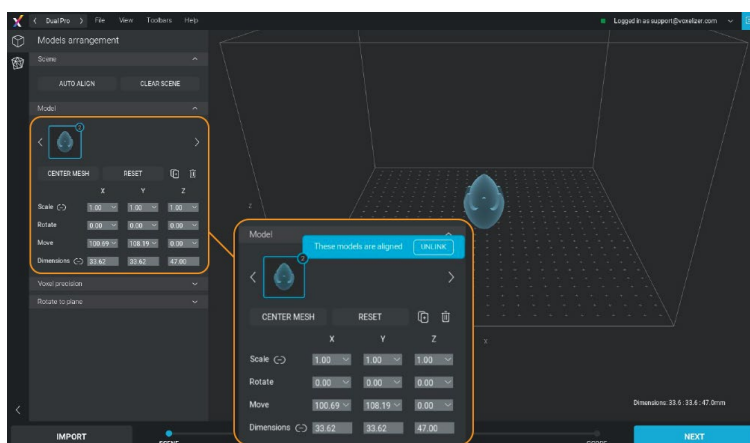 Dual Pro File View Toolbars Help Logged in as support@voxelizer.com
Models arrangement
Scene
AUTO ALIGN CLEAR SCENE
Model
2
CENTER MESH RESET
X Y Z
Scale 1.00 1.00 1.00
Rotate 0.00 0.00 0.00
Move 100.69 108.19 0.00
Dimensions 33.62 33.62 47.00
Voxel precision
Rotate to plane
Z
X
Model
These models are aligned UNLINK
2
CENTER MESH RESET
X Y Z
Scale 1.00 1.00 1.00
Rotate 0.00 0.00 0.00
Move 100.69 108.19 0.00
Dimensions 33.62 33.62 47.00
Dimensions: 33.6 : 33.6 : 47.0mm
IMPORT
SCENE
NEXT